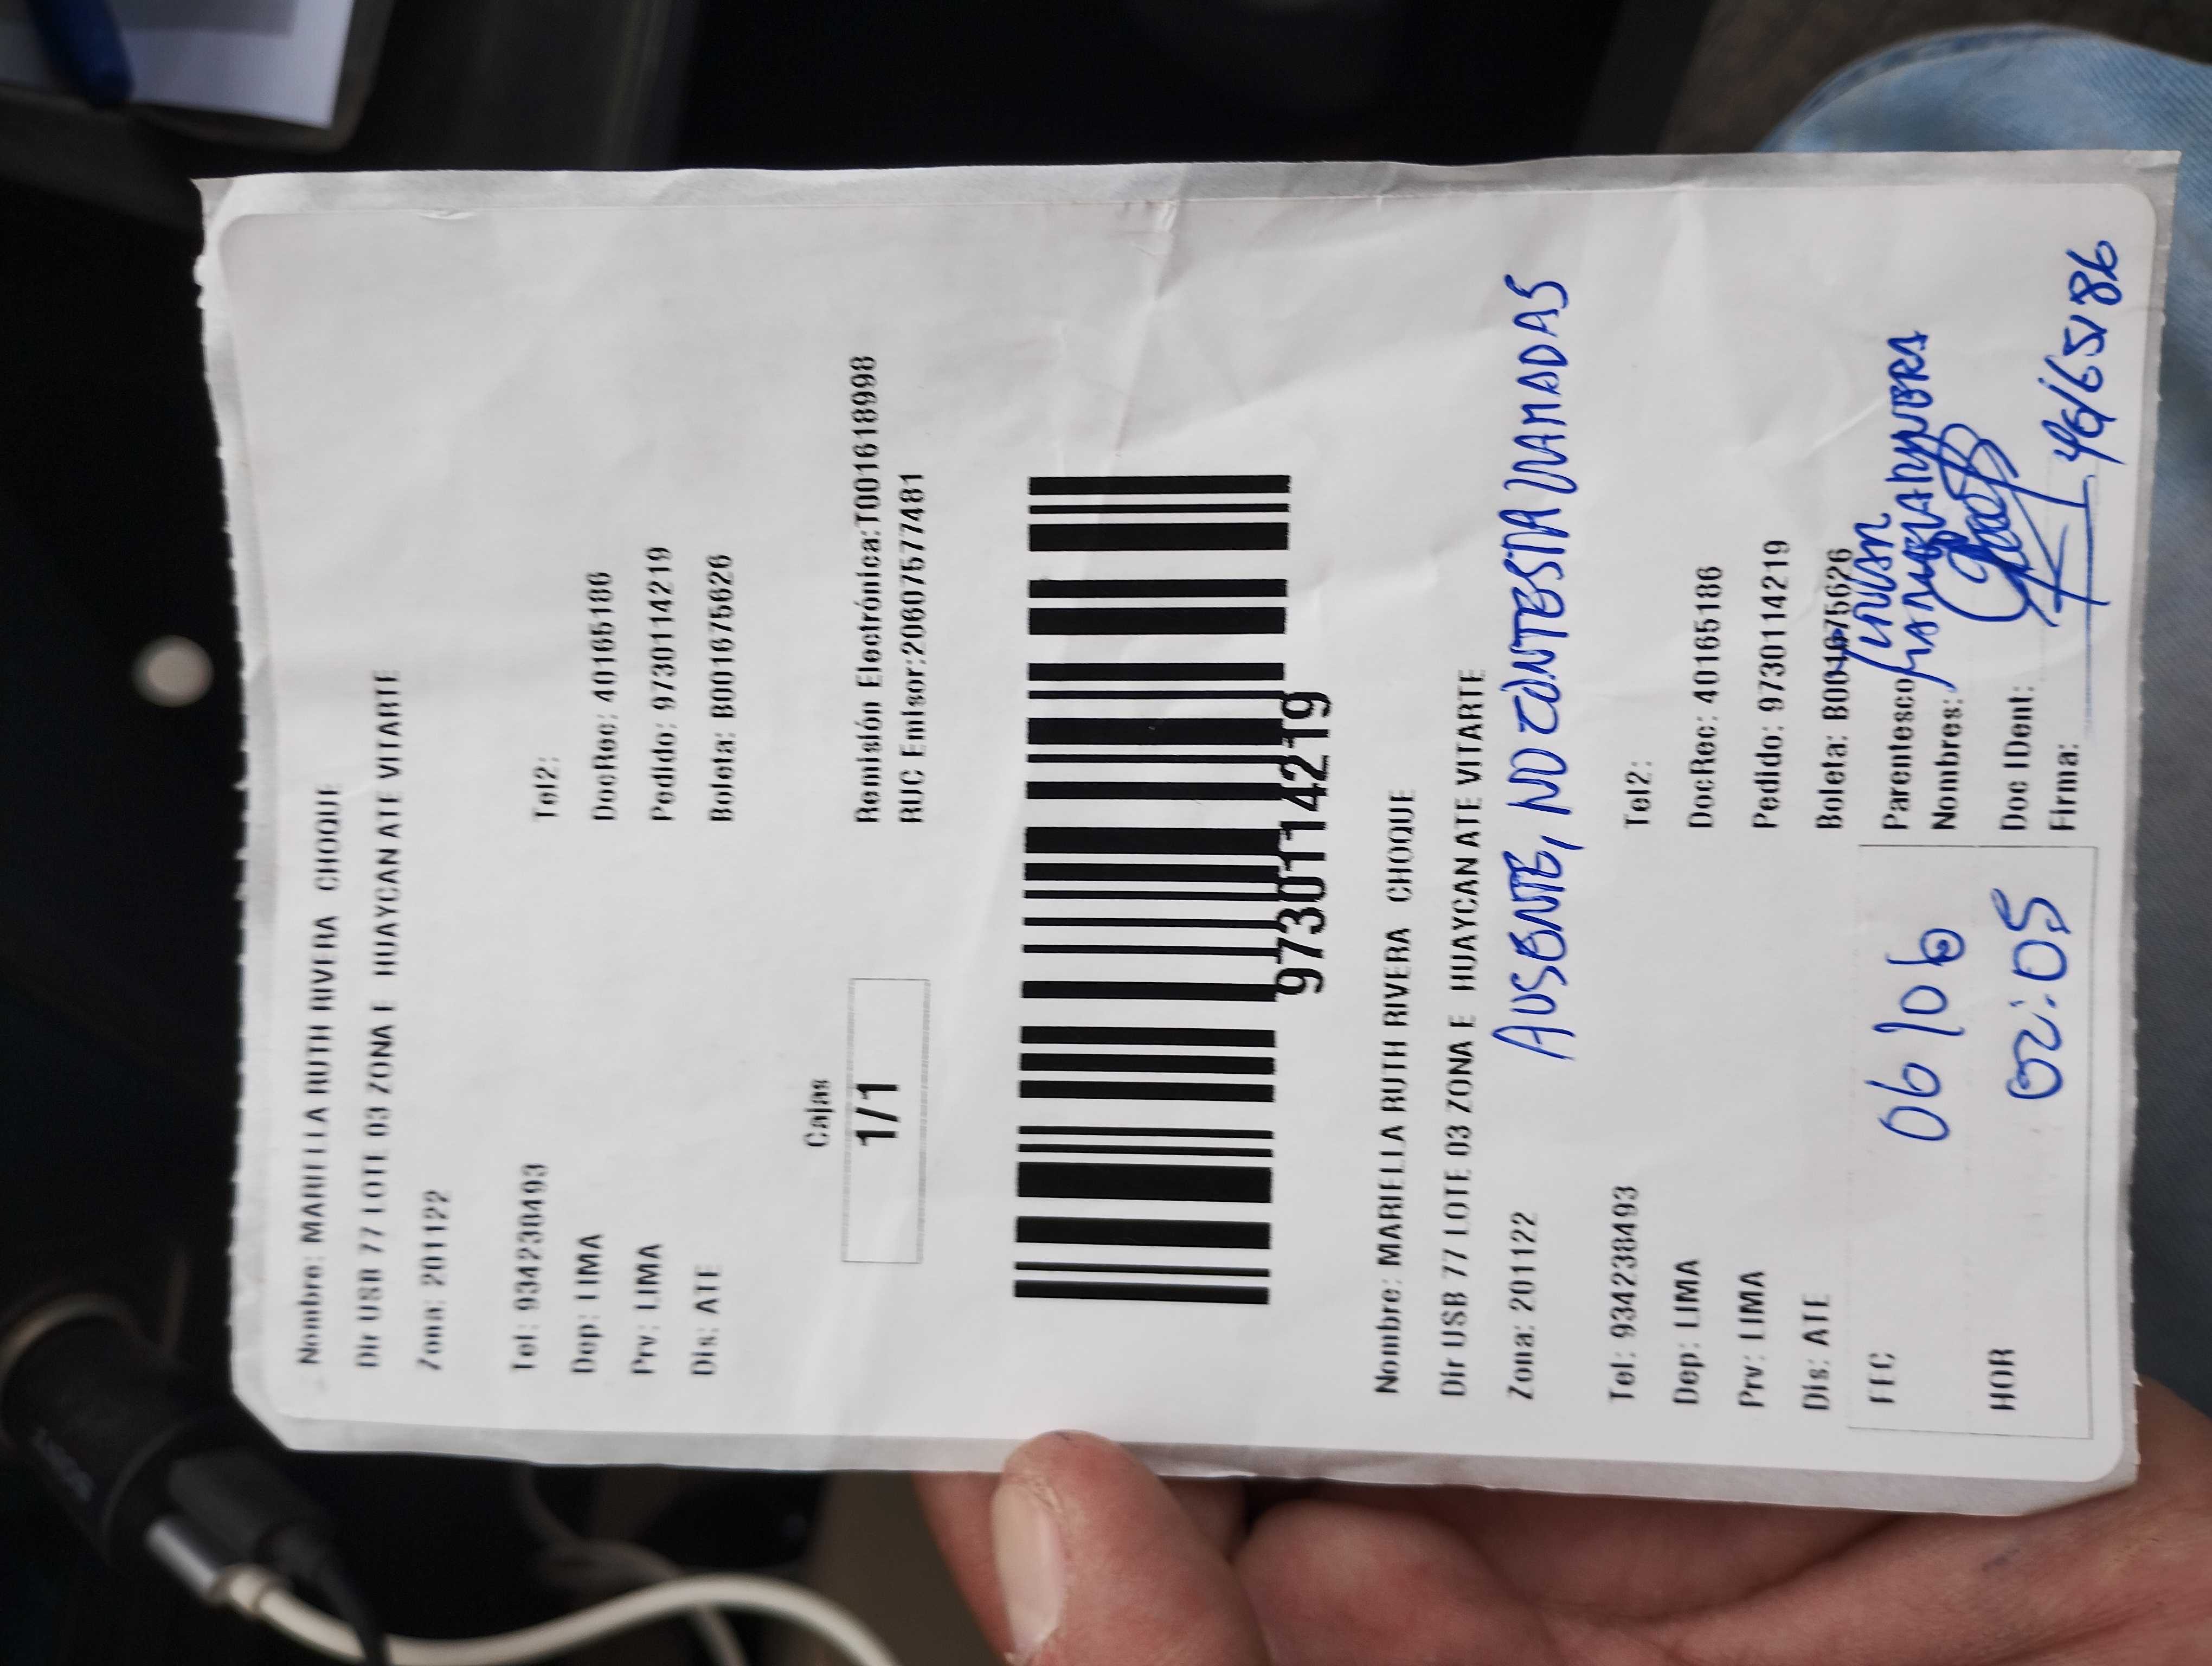 Nombre: MARIELLA RUTH RIVERA CHOQUE
Dir USB 77 LOTE 03 ZONA E HUAYCAN ATE VITARTE
Zona: 201122
Tel: 934238493 Tel2:
Dep: LIMA DocRec: 40165186
Prv: LIMA Pedido: 9730114219
Dis: ATE Boleta: B001675626
Cajas
1/1
Remisión Electrónica:T001618998
RUC Emisor:20607577481
9730114219
Nombre: MARIELLA RUTH RIVERA CHOQUE
Dir USB 77 LOTE 03 ZONA E HUAYCAN ATE VITARTE
Zona: 201122
AUSENTE, NO CONTESTA LLAMADAS
Tel: 934238493 Tel2:
Dep: LIMA DocRec: 40165186
Prv: LIMA Pedido: 9730114219
Dis: ATE Boleta: B001675626
FEC 06/06 Parentesco:
Nombres:
HOR 02:05 Doc IDent:
Firma: